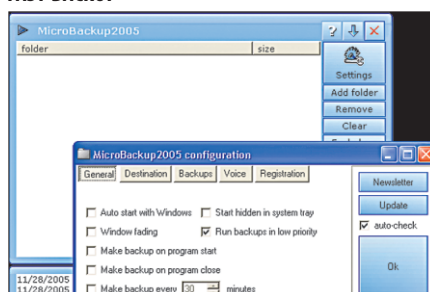 MicroBackup2005
folder size
Settings
Add folder
Remove
Clear
MicroBackup2005 configuration
General Destination Backups Voice Registration
Newsletter
Auto start with Windows Start hidden in system tray
Update
Window fading Run backups in low priority
auto-check
Make backup on program start
Make backup on program close
Ok
Make backup every 30 minutes
11/28/2005
11/28/2005